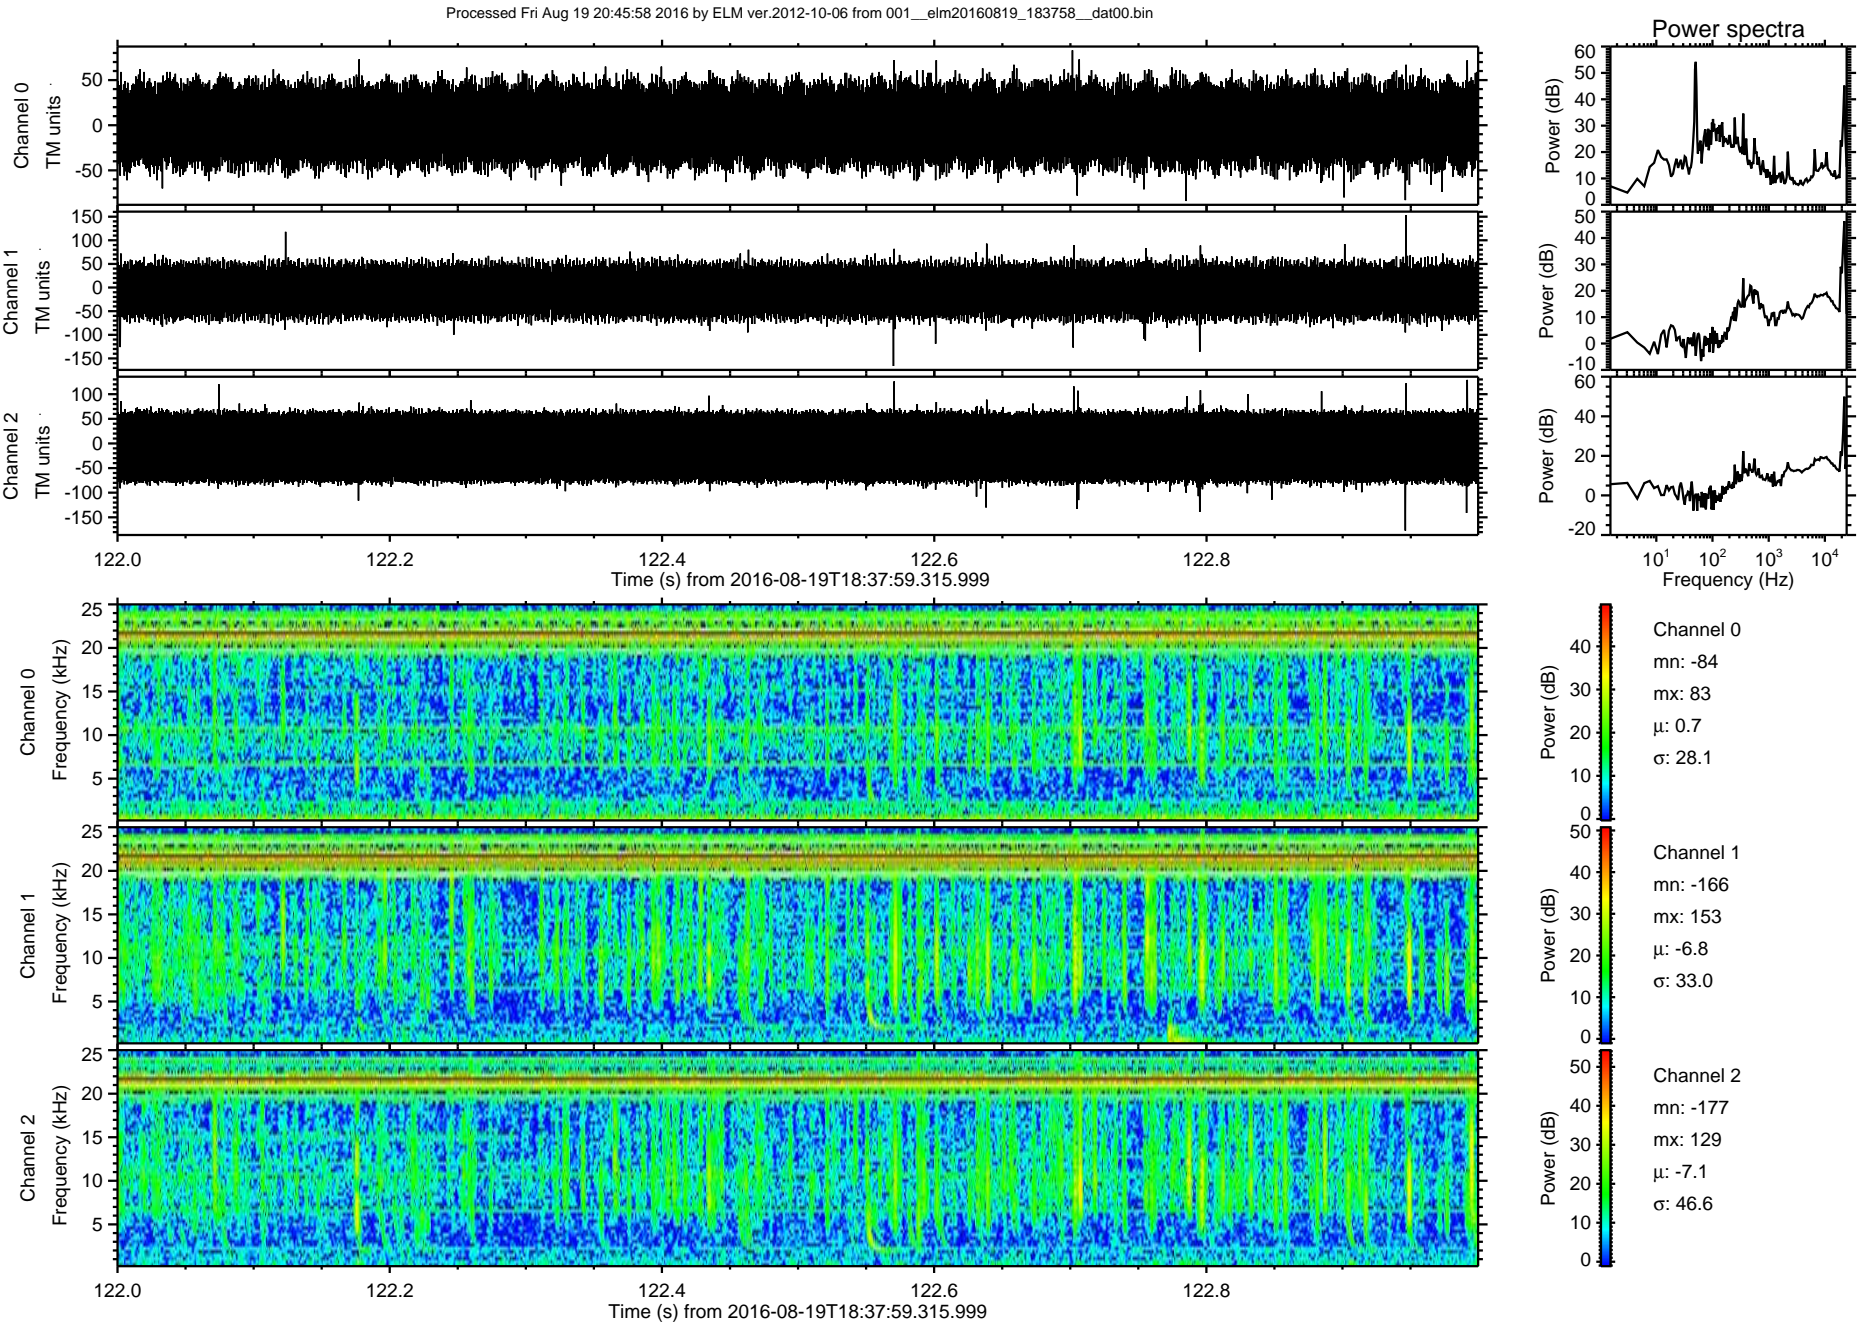 Processed Fri Aug 19 20:45:58 2016 by ELM ver.2012-10-06 from 001__elm20160819_183758__dat00.bin
Power spectra
Channel 0
TM units
50
0
-50
Power (dB)
60
50
40
30
20
10
0
Channel 1
TM units
150
100
50
0
-50
-100
-150
Power (dB)
50
40
30
20
10
0
-10
Channel 2
TM units
100
50
0
-50
-100
-150
Power (dB)
60
40
20
0
-20
122.0 122.2 122.4 122.6 122.8
Time (s) from 2016-08-19T18:37:59.315.999
10¹ 10² 10³ 10⁴
Frequency (Hz)
Channel 0
Frequency (kHz)
25
20
15
10
5
Power (dB)
40
30
20
10
0
Channel 0
mn: -84
mx: 83
μ: 0.7
σ: 28.1
Channel 1
Frequency (kHz)
25
20
15
10
5
Power (dB)
50
40
30
20
10
0
Channel 1
mn: -166
mx: 153
μ: -6.8
σ: 33.0
Channel 2
Frequency (kHz)
25
20
15
10
5
Power (dB)
50
40
30
20
10
0
Channel 2
mn: -177
mx: 129
μ: -7.1
σ: 46.6
122.0 122.2 122.4 122.6 122.8
Time (s) from 2016-08-19T18:37:59.315.999